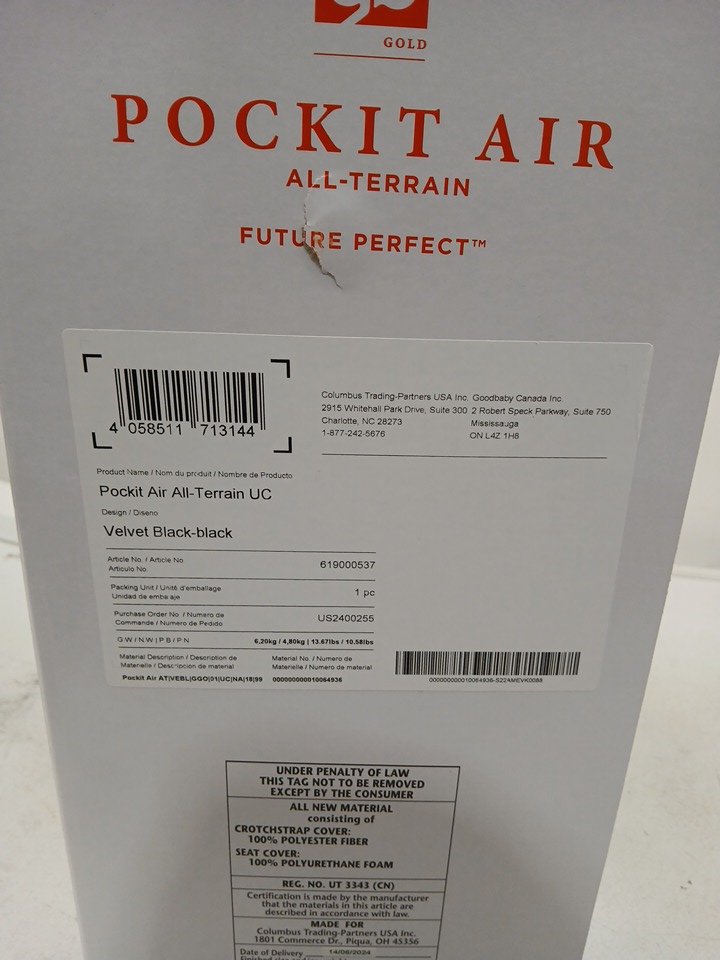 GOLD
POCKIT AIR
ALL-TERRAIN
FUTURE PERFECT™
4 058511 713144
Columbus Trading-Partners USA Inc.
2915 Whitehall Park Drive, Suite 300
Charlotte, NC 28273
1-877-242-5676
Goodbaby Canada Inc.
2 Robert Speck Parkway, Suite 750
Mississauga
ON L4Z 1H8
Product Name / Nom du produit / Nombre de Producto
Pockit Air All-Terrain UC
Design / Diseno
Velvet Black-black
Article No. / Article No.
Articulo No.
619000537
Packing Unit / Unité d'emballage
Unidad de embalaje
1 pc
Purchase Order No. / Numero de
Commande / Numero de Pedido
US2400255
GW/NW|PB/PN
6,20kg / 4,80kg | 13.67lbs / 10.58lbs
Material Description / Description de
Materielle / Descripcion de material
Material No. / Numero de
Materielle / Numero de material
Pockit Air AT|VEBL|GGO|01|UC|NA|18|99
000000000010064936
000000000010064936-S22AMEVK0088
UNDER PENALTY OF LAW
THIS TAG NOT TO BE REMOVED
EXCEPT BY THE CONSUMER
ALL NEW MATERIAL
consisting of
CROTCHSTRAP COVER:
100% POLYESTER FIBER
SEAT COVER:
100% POLYURETHANE FOAM
REG. NO. UT 3343 (CN)
Certification is made by the manufacturer
that the materials in this article are
described in accordance with law.
MADE FOR
Columbus Trading-Partners USA Inc.
1801 Commerce Dr., Piqua, OH 45356
Date of Delivery 14/06/2024